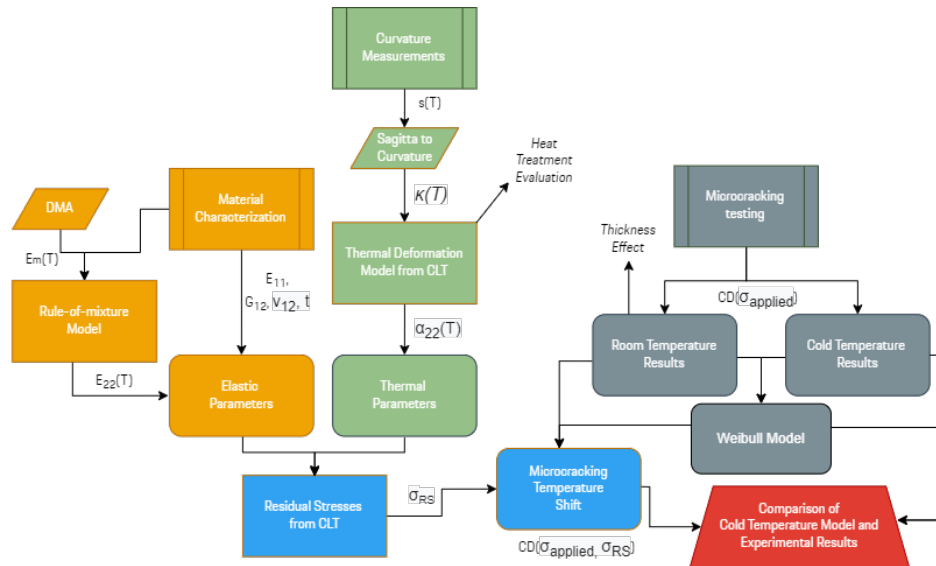 Curvature
Measurements
s(T)
Sagitta to
Curvature
κ(T)
Heat
Treatment
Evaluation
DMA
Material
Characterization
Em(T)
Rule-of-mixture
Model
E22(T)
E11,
G12, v12, t
Elastic
Parameters
Thermal Deformation
Model from CLT
α22(T)
Thermal
Parameters
Residual Stresses
from CLT
σRS
Microcracking
testing
Thickness
Effect
CD(σapplied)
Room Temperature
Results
Cold Temperature
Results
Weibull Model
Microcracking
Temperature
Shift
CD(σapplied, σRS)
Comparison of
Cold Temperature Model and
Experimental Results